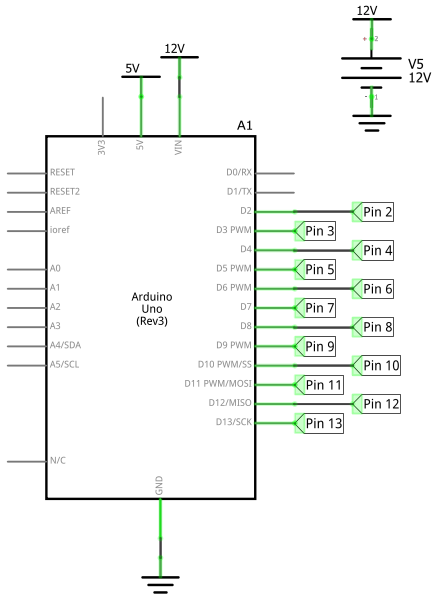 12V
+ 2
V5
12V
- 1
12V
5V
A1
3V3
5V
VIN
RESET
D0/RX
RESET2
D1/TX
AREF
D2
Pin 2
ioref
D3 PWM
Pin 3
D4
Pin 4
A0
D5 PWM
Pin 5
A1
D6 PWM
Pin 6
A2
D7
Pin 7
A3
D8
Pin 8
A4/SDA
D9 PWM
Pin 9
A5/SCL
D10 PWM/SS
Pin 10
D11 PWM/MOSI
Pin 11
D12/MISO
Pin 12
D13/SCK
Pin 13
Arduino
Uno
(Rev3)
N/C
GND